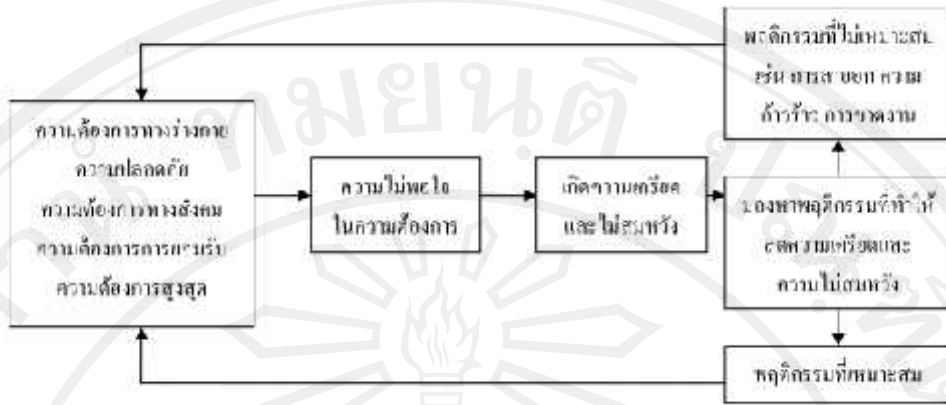 ความต้องการทางร่างกาย
ความปลอดภัย
ความต้องการทางสังคม
ความต้องการการยอมรับ
ความต้องการสูงสุด
ความไม่พอใจ
ในความต้องการ
เกิดความเครียด
และไม่สมหวัง
มองหาพฤติกรรมที่ทำให้
ลดความเครียดและ
ความไม่สมหวัง
พฤติกรรมที่ไม่เหมาะสม
เช่น การลาออก ความ
ก้าวร้าว การขาดงาน
พฤติกรรมที่เหมาะสม